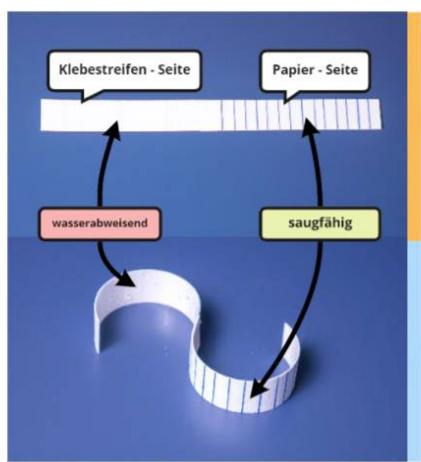 Klebestreifen - Seite
Papier - Seite
wasserabweisend
saugfähig